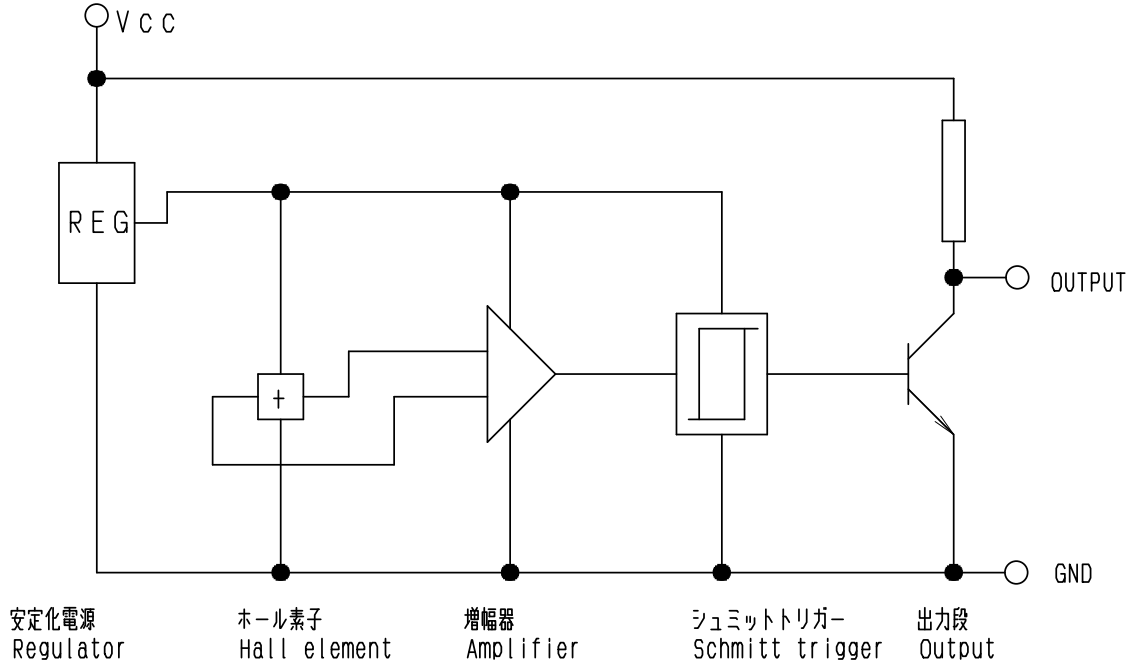 Vcc
REG
OUTPUT
+
GND
安定化電源
Regulator
ホール素子
Hall element
増幅器
Amplifier
シュミットトリガー
Schmitt trigger
出力段
Output